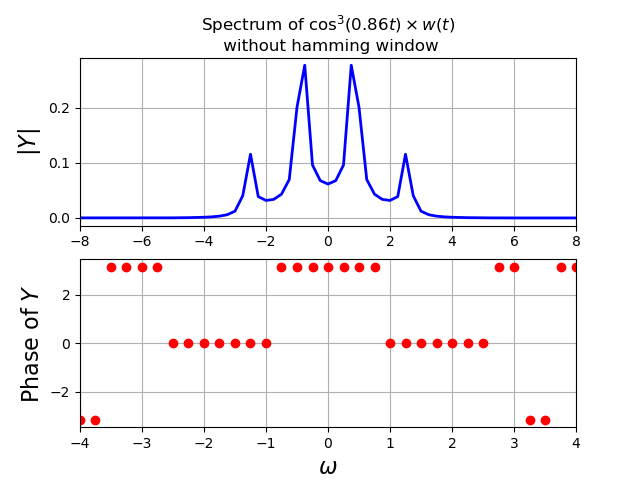 Spectrum of cos³(0.86t) × w(t)
without hamming window
|Y|
0.2
0.1
0.0
−8 −6 −4 −2 0 2 4 6 8
Phase of Y
2
0
−2
−4 −3 −2 −1 0 1 2 3 4
ω